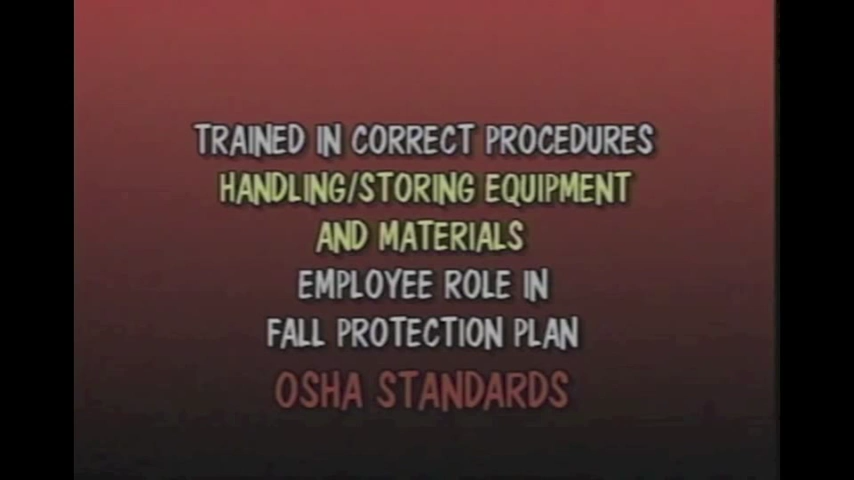 TRAINED IN CORRECT PROCEDURES
HANDLING/STORING EQUIPMENT
AND MATERIALS
EMPLOYEE ROLE IN
FALL PROTECTION PLAN
OSHA STANDARDS